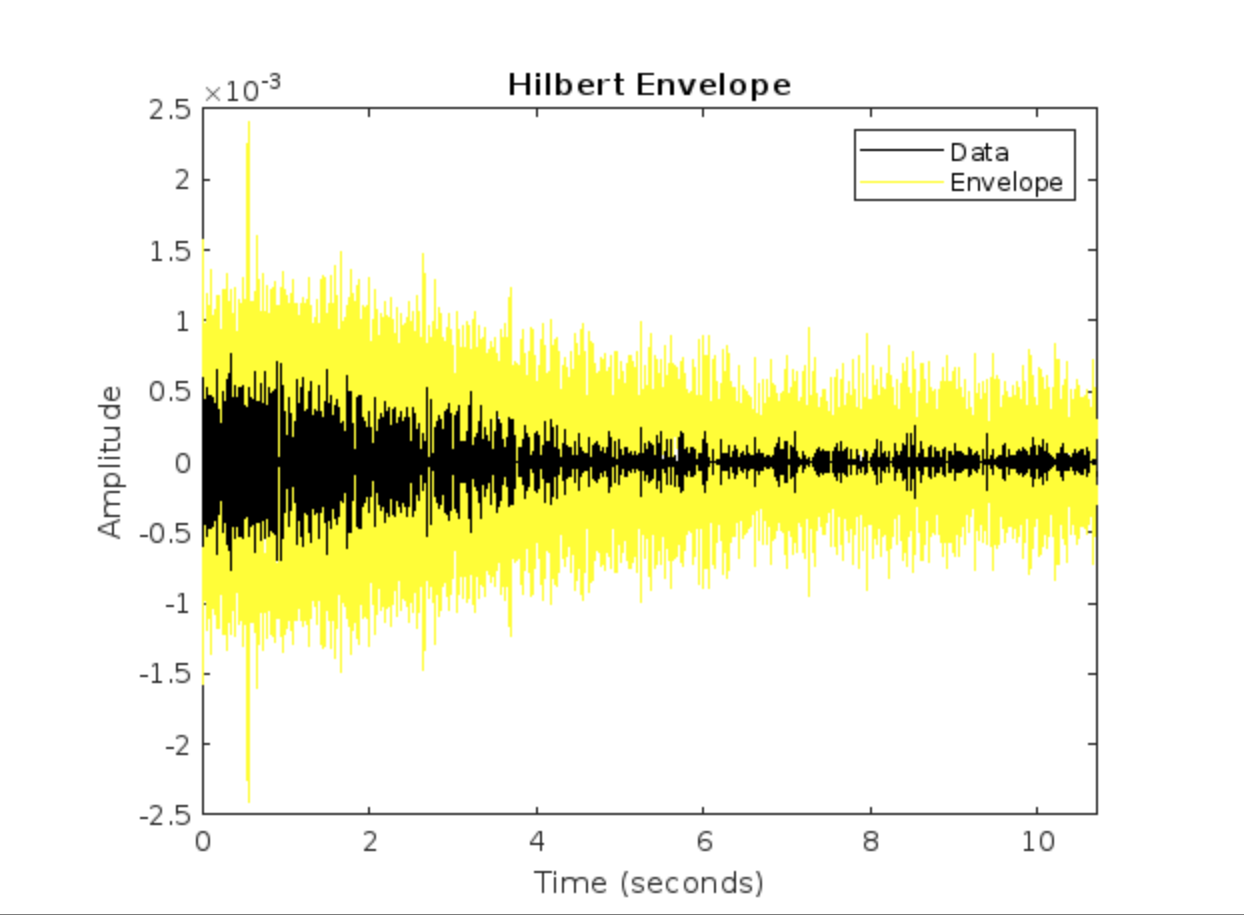 Hilbert Envelope
×10-3
2.5
2
1.5
1
0.5
0
-0.5
-1
-1.5
-2
-2.5
Amplitude
Data
Envelope
0 2 4 6 8 10
Time (seconds)